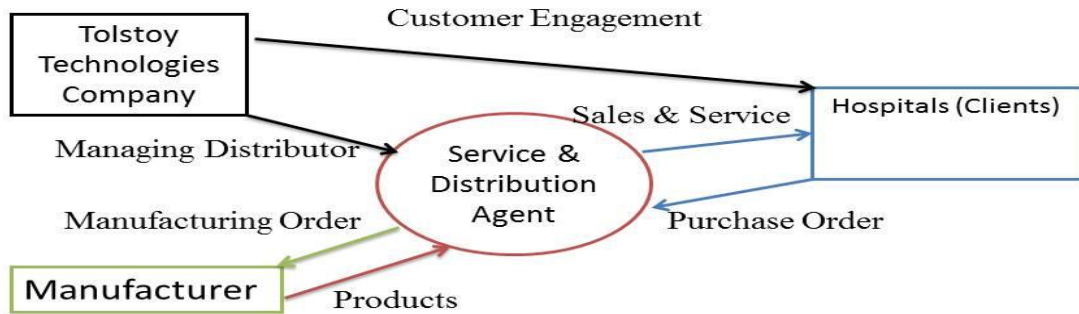 Customer Engagement
Tolstoy
Technologies
Company
Hospitals (Clients)
Sales & Service
Managing Distributor
Service &
Distribution
Agent
Manufacturing Order
Purchase Order
Manufacturer
Products